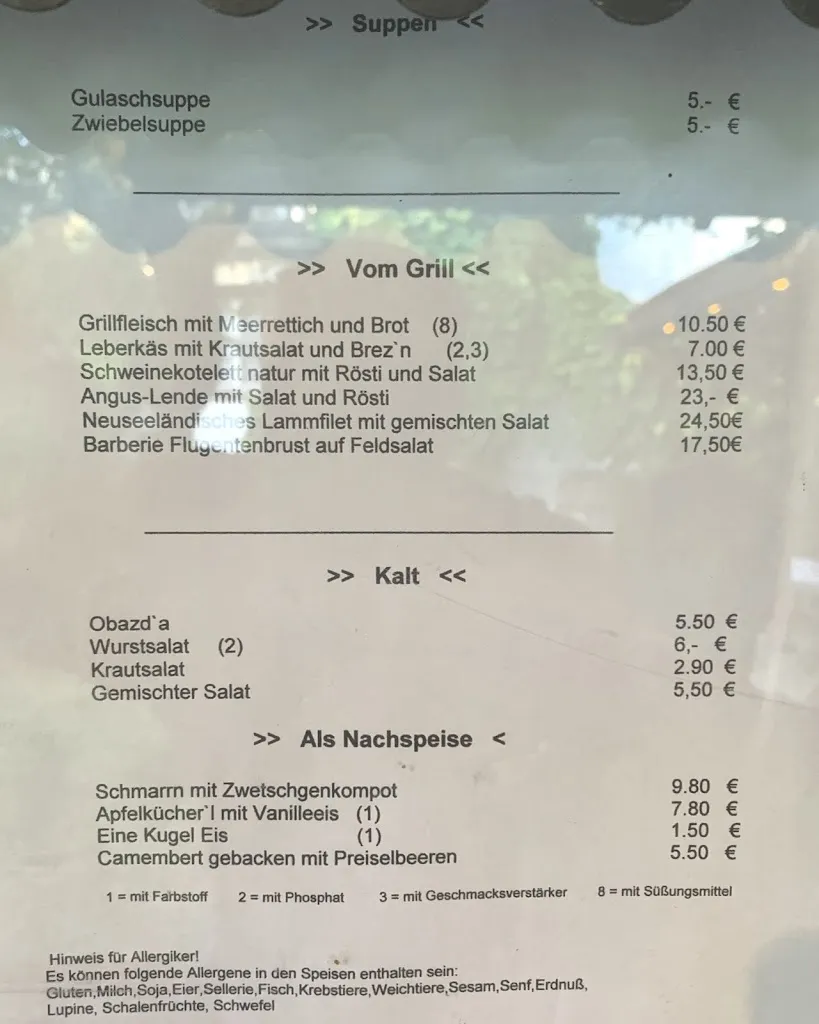 >> Suppen <<
Gulaschsuppe 5.- €
Zwiebelsuppe 5.- €
>> Vom Grill <<
Grillfleisch mit Meerrettich und Brot (8) 10.50 €
Leberkäs mit Krautsalat und Brez`n (2,3) 7.00 €
Schweinekotelett natur mit Rösti und Salat 13,50 €
Angus-Lende mit Salat und Rösti 23,- €
Neuseeländisches Lammfilet mit gemischten Salat 24,50€
Barberie Flugentenbrust auf Feldsalat 17,50€
>> Kalt <<
Obazd`a 5.50 €
Wurstsalat (2) 6,- €
Krautsalat 2.90 €
Gemischter Salat 5,50 €
>> Als Nachspeise <
Schmarrn mit Zwetschgenkompot 9.80 €
Apfelkücher`l mit Vanilleeis (1) 7.80 €
Eine Kugel Eis (1) 1.50 €
Camembert gebacken mit Preiselbeeren 5.50 €
1 = mit Farbstoff 2 = mit Phosphat 3 = mit Geschmacksverstärker 8 = mit Süßungsmittel
Hinweis für Allergiker!
Es können folgende Allergene in den Speisen enthalten sein:
Gluten,Milch,Soja,Eier,Sellerie,Fisch,Krebstiere,Weichtiere,Sesam,Senf,Erdnuß,
Lupine, Schalenfrüchte, Schwefel